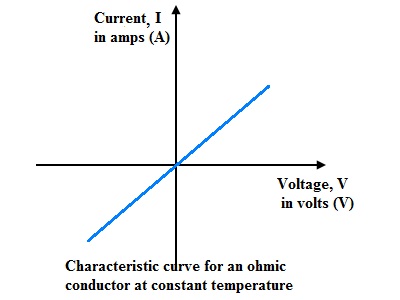 Current, I
in amps (A)
Voltage, V
in volts (V)
Characteristic curve for an ohmic
conductor at constant temperature